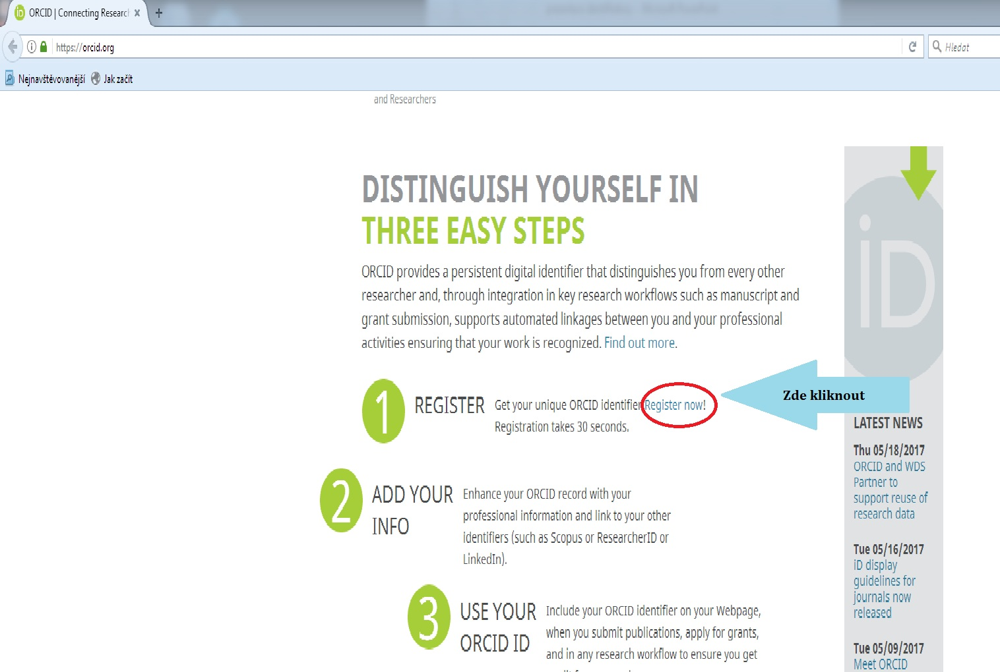 ORCID | Connecting Research
https://orcid.org
Hledat
Nejnavštěvovanější
Jak začít
and Researchers
DISTINGUISH YOURSELF IN
THREE EASY STEPS
ORCID provides a persistent digital identifier that distinguishes you from every other
researcher and, through integration in key research workflows such as manuscript and
grant submission, supports automated linkages between you and your professional
activities ensuring that your work is recognized. Find out more.
1
REGISTER
Get your unique ORCID identifier Register now!
Registration takes 30 seconds.
Zde kliknout
2
ADD YOUR
INFO
Enhance your ORCID record with your
professional information and link to your other
identifiers (such as Scopus or ResearcherID or
LinkedIn).
3
USE YOUR
ORCID ID
Include your ORCID identifier on your Webpage,
when you submit publications, apply for grants,
and in any research workflow to ensure you get
iD
LATEST NEWS
Thu 05/18/2017
ORCID and WDS
Partner to
support reuse of
research data
Tue 05/16/2017
iD display
guidelines for
journals now
released
Tue 05/09/2017
Meet ORCID